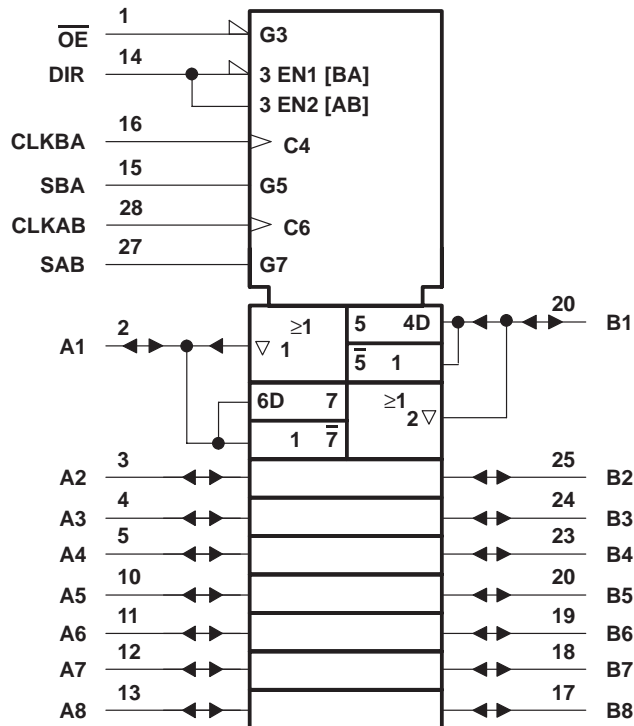 1
OE
G3
14
DIR
3 EN1 [BA]
3 EN2 [AB]
16
CLKBA
C4
15
SBA
G5
28
CLKAB
C6
27
SAB
G7
2
A1
≥1
▽ 1
5 4D
5̅ 1
20
B1
6D 7
1 7̅
≥1
2 ▽
3
A2
25
B2
4
A3
24
B3
5
A4
23
B4
10
A5
20
B5
11
A6
19
B6
12
A7
18
B7
13
A8
17
B8